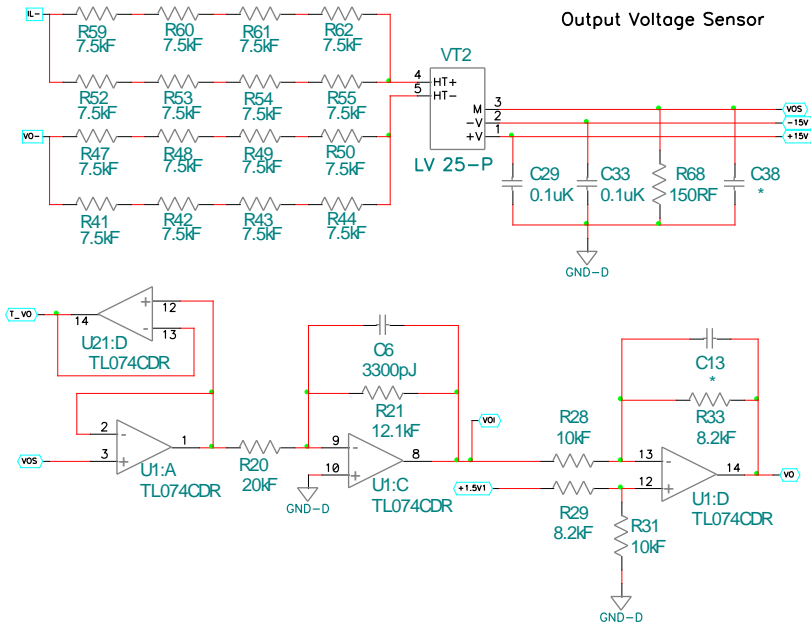 Output Voltage Sensor
IL-
R59
7.5kF
R60
7.5kF
R61
7.5kF
R62
7.5kF
R52
7.5kF
R53
7.5kF
R54
7.5kF
R55
7.5kF
VO-
R47
7.5kF
R48
7.5kF
R49
7.5kF
R50
7.5kF
R41
7.5kF
R42
7.5kF
R43
7.5kF
R44
7.5kF
VT2
4 HT+
5 HT-
M 3
-V 2
+V 1
LV 25-P
VOS
-15V
+15V
C29
0.1uK
C33
0.1uK
R68
150RF
C38
*
GND-D
T_VO
14
+ 12
- 13
U21:D
TL074CDR
VOS
2 -
3 +
1
U1:A
TL074CDR
R20
20kF
C6
3300pJ
R21
12.1kF
9 -
10 +
8
U1:C
TL074CDR
GND-D
VOI
+1.5V1
R28
10kF
R29
8.2kF
R31
10kF
GND-D
C13
*
R33
8.2kF
13 -
12 +
14
U1:D
TL074CDR
VO